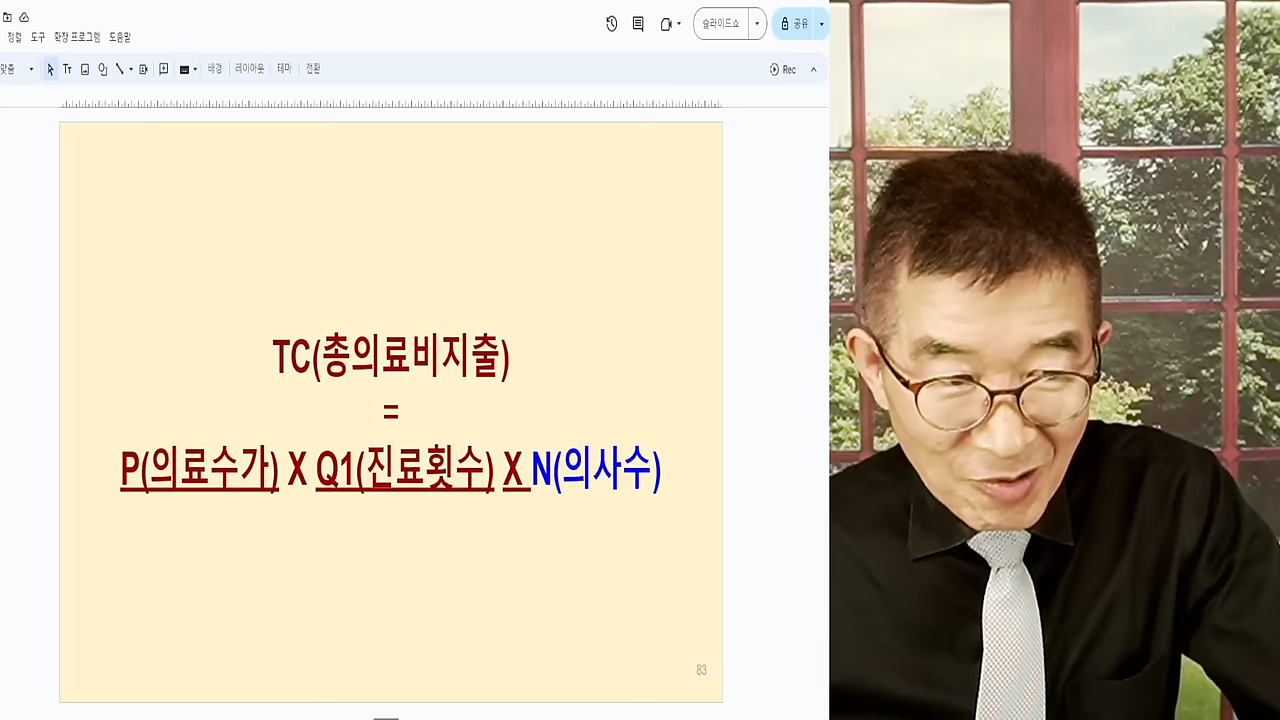 정렬 도구 확장 프로그램 도움말
슬라이드쇼
공유
맞춤
배경 레이아웃 테마 전환
Rec
TC(총의료비지출)
=
P(의료수가) X Q1(진료횟수) X N(의사수)
83